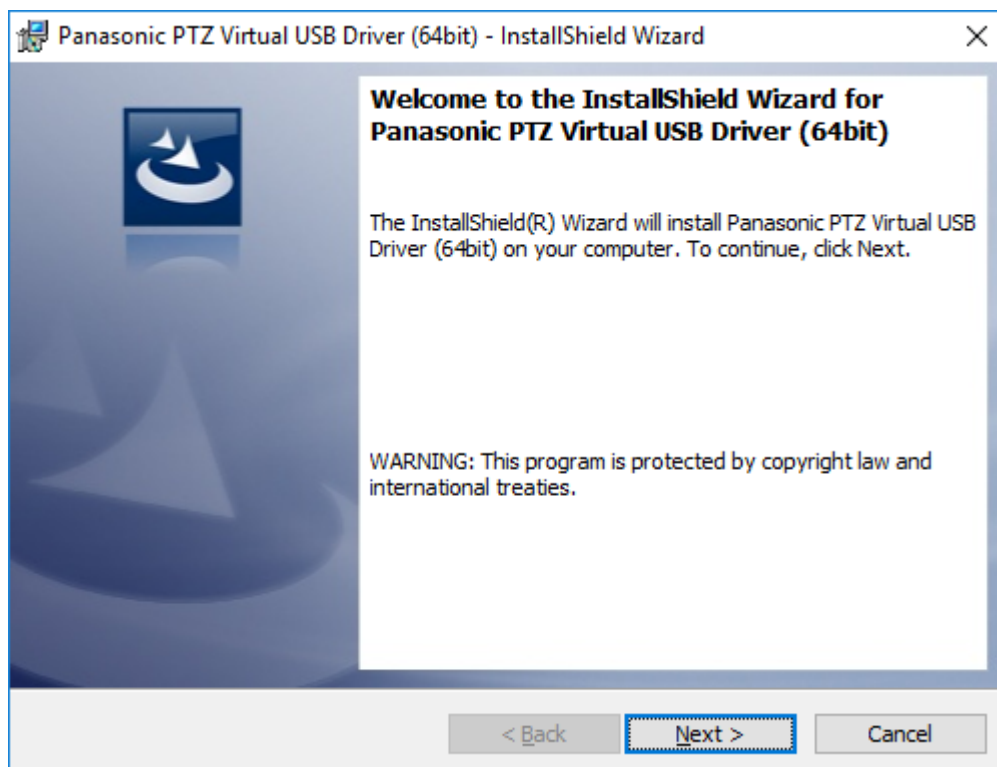 Panasonic PTZ Virtual USB Driver (64bit) - InstallShield Wizard
Welcome to the InstallShield Wizard for
Panasonic PTZ Virtual USB Driver (64bit)
The InstallShield(R) Wizard will install Panasonic PTZ Virtual USB
Driver (64bit) on your computer. To continue, click Next.
WARNING: This program is protected by copyright law and
international treaties.
< Back
Next >
Cancel